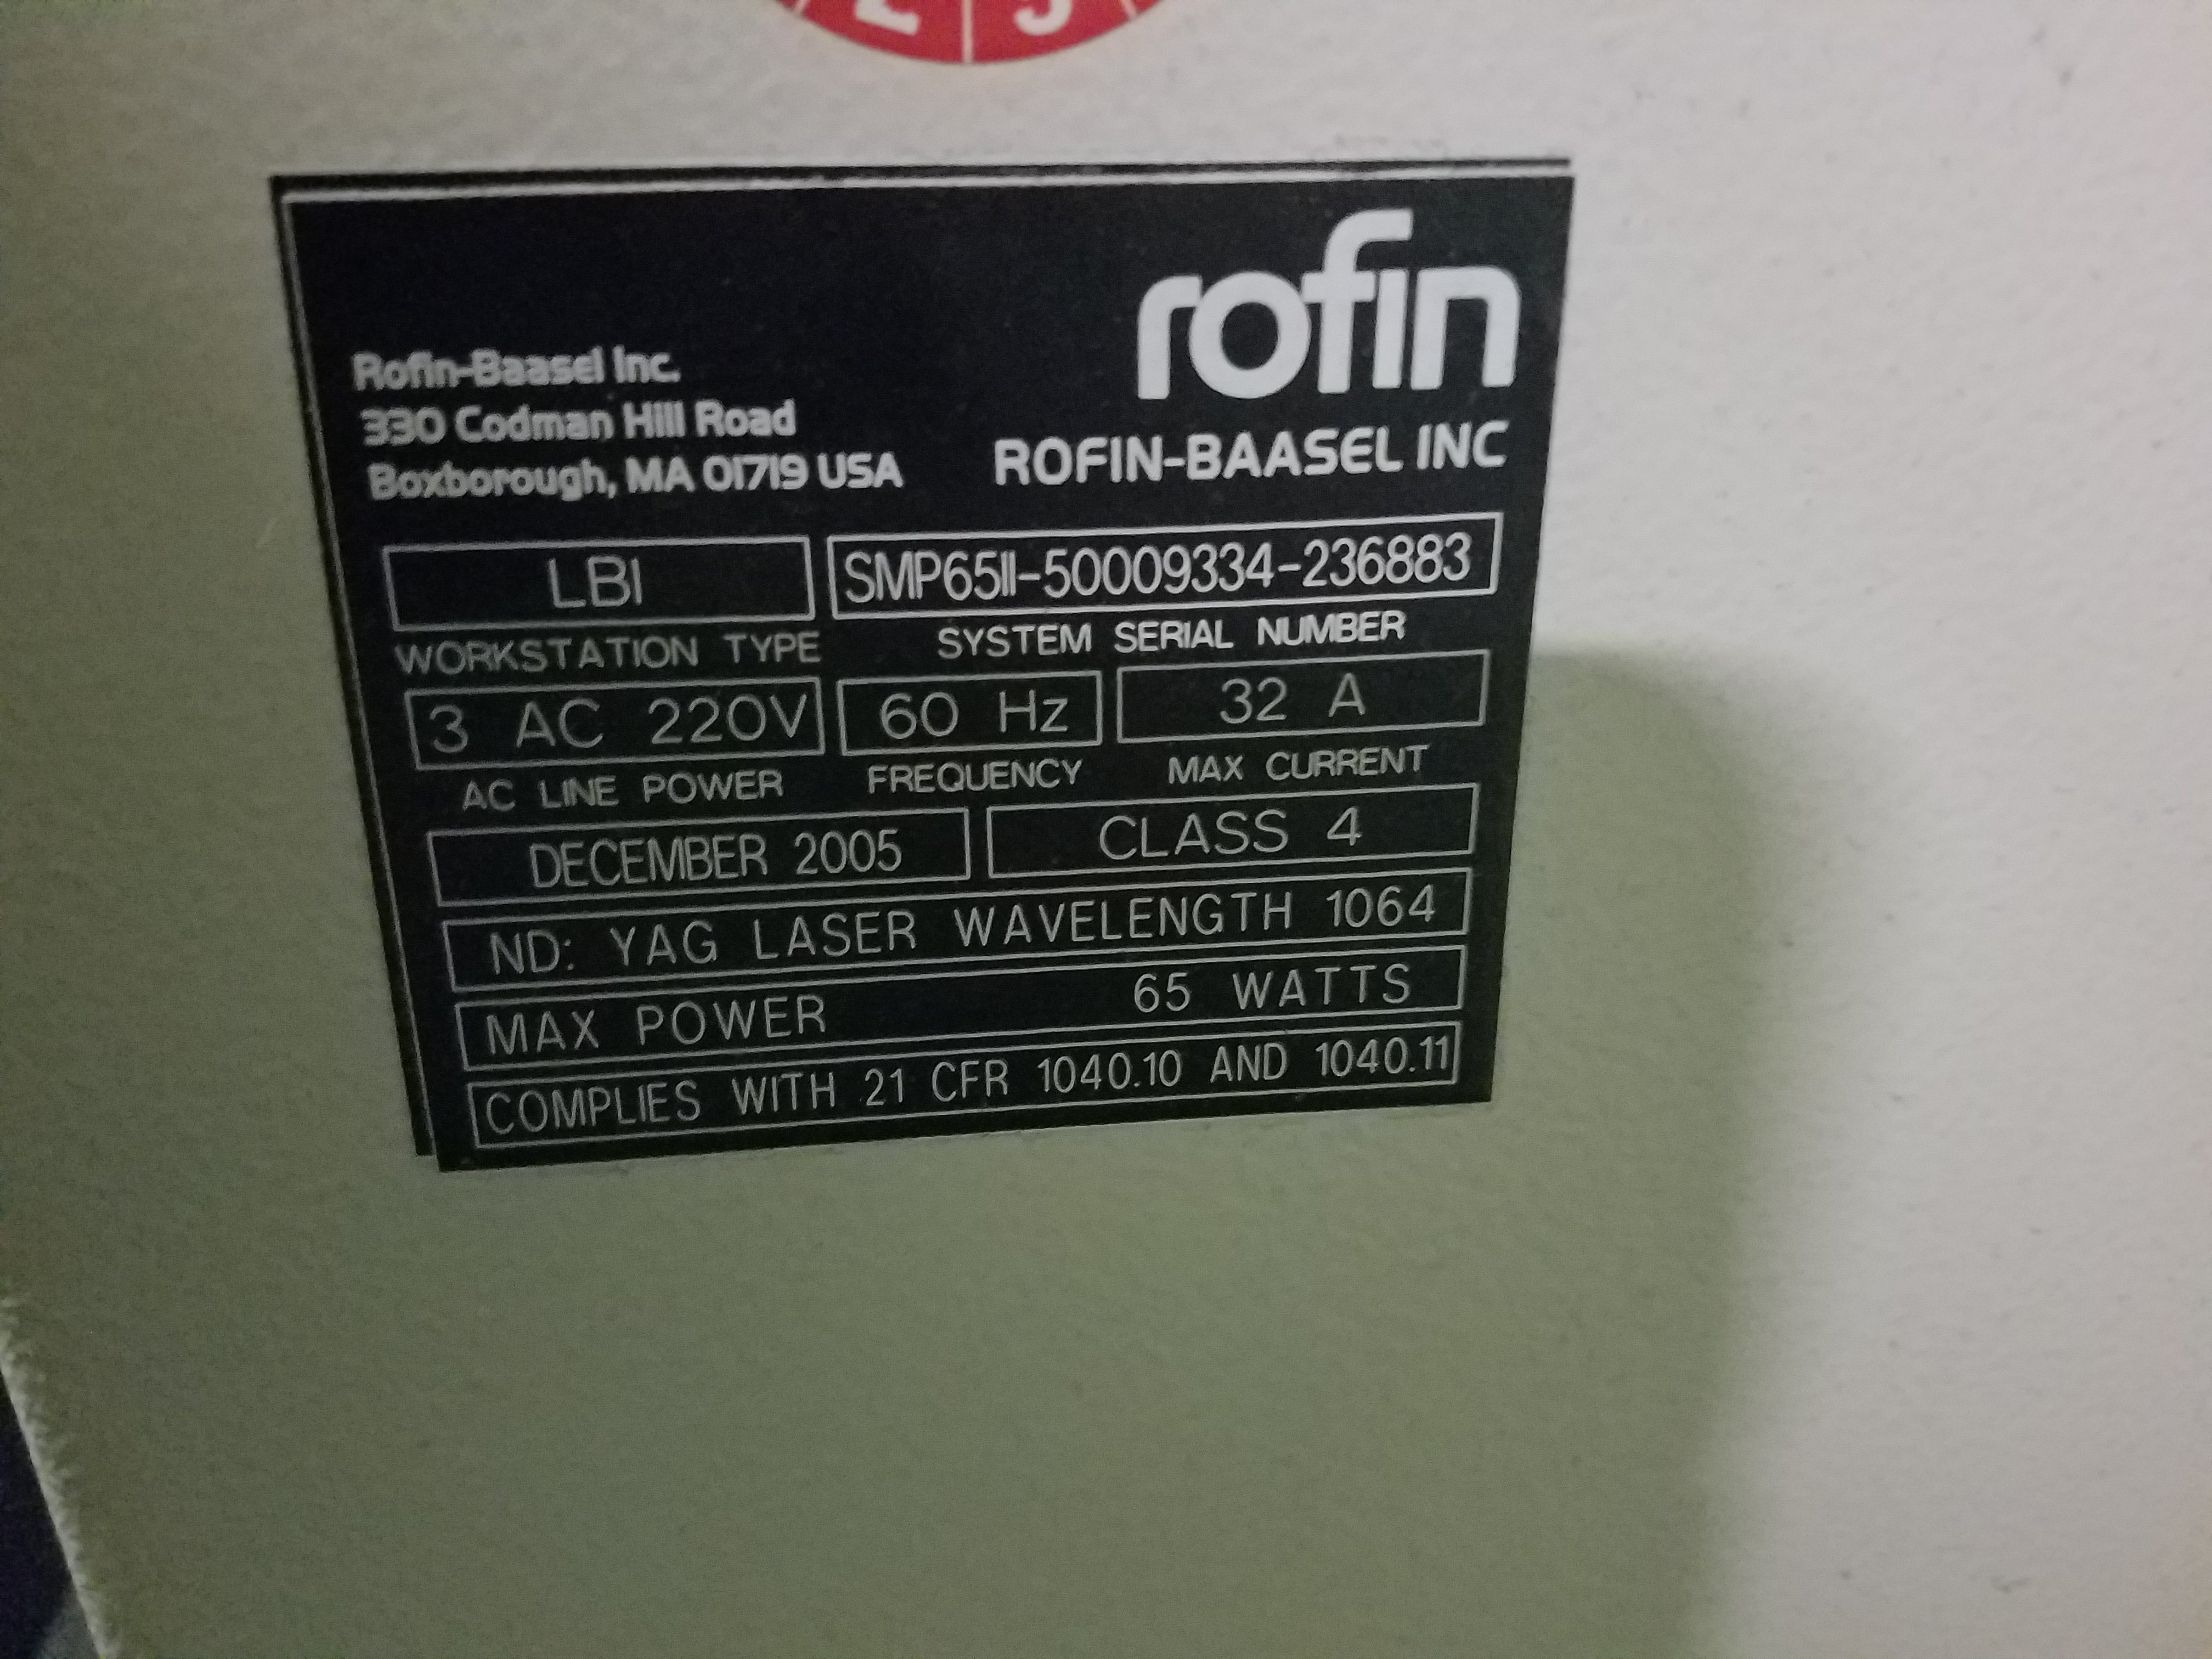 rofin
Rofin-Baasel Inc.
330 Codman Hill Road
Boxborough, MA 01719 USA
ROFIN-BAASEL INC
LBI SMP65II-50009334-236883
WORKSTATION TYPE SYSTEM SERIAL NUMBER
3 AC 220V 60 Hz 32 A
AC LINE POWER FREQUENCY MAX CURRENT
DECEMBER 2005 CLASS 4
ND: YAG LASER WAVELENGTH 1064
MAX POWER 65 WATTS
COMPLIES WITH 21 CFR 1040.10 AND 1040.11